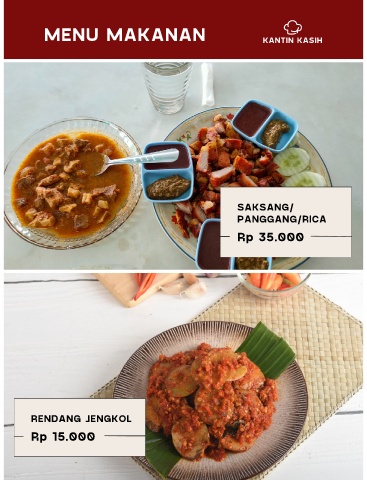 MENU MAKANAN
KANTIN KASIH
SAKSANG/
PANGGANG/RICA
Rp 35.000
RENDANG JENGKOL
Rp 15.000